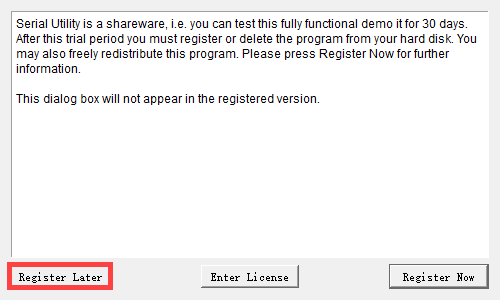 Serial Utility is a shareware, i.e. you can test this fully functional demo it for 30 days.
After this trial period you must register or delete the program from your hard disk. You
may also freely redistribute this program. Please press Register Now for further
information.
This dialog box will not appear in the registered version.
Register Later
Enter License
Register Now